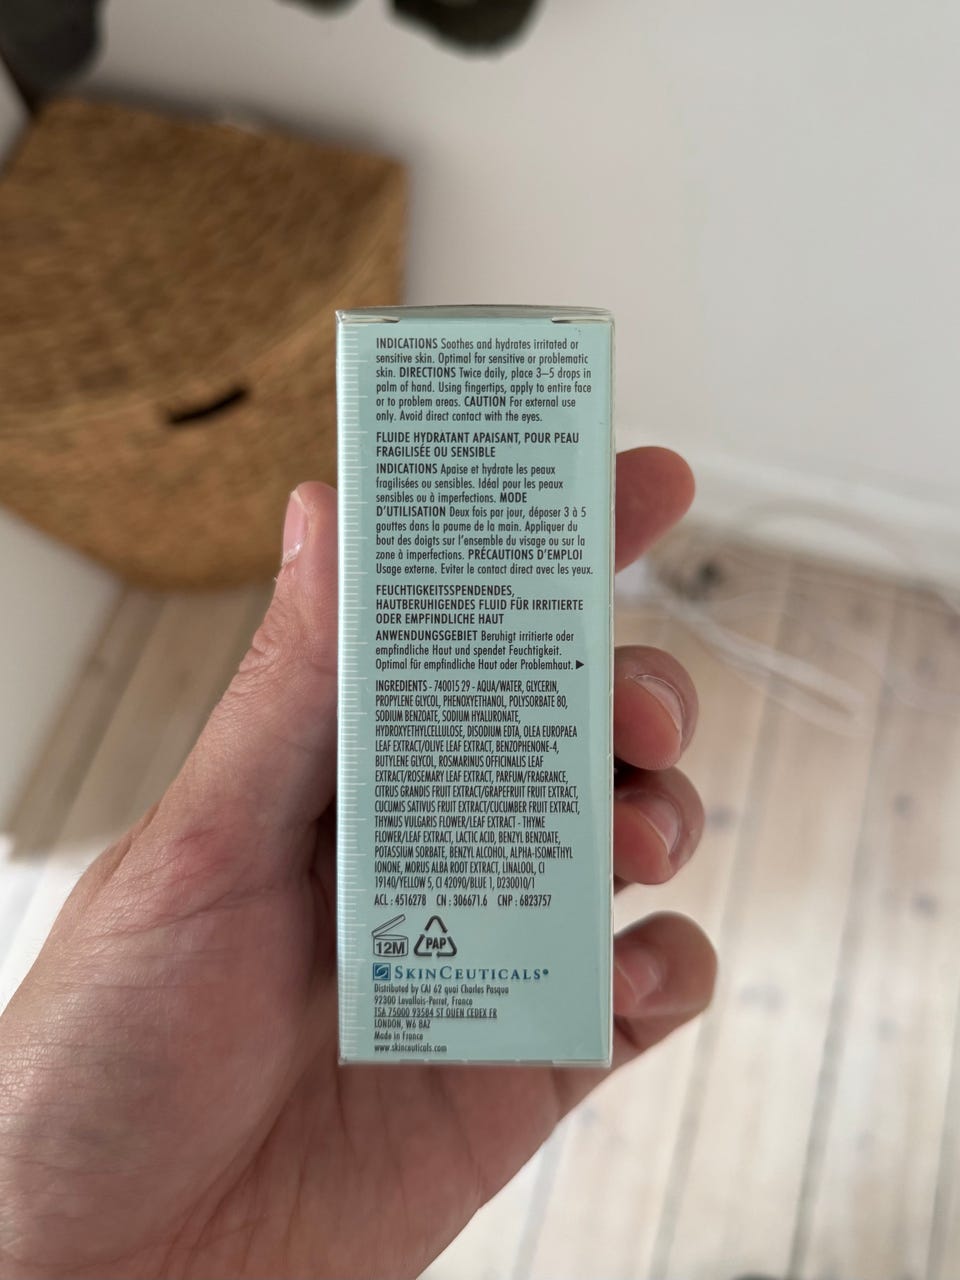 INDICATIONS Soothes and hydrates irritated or
sensitive skin. Optimal for sensitive or problematic
skin. DIRECTIONS Twice daily, place 3–5 drops in
palm of hand. Using fingertips, apply to entire face
or to problem areas. CAUTION For external use
only. Avoid direct contact with the eyes.
FLUIDE HYDRATANT APAISANT, POUR PEAU
FRAGILISÉE OU SENSIBLE
INDICATIONS Apaise et hydrate les peaux
fragilisées ou sensibles. Idéal pour les peaux
sensibles ou à imperfections. MODE
D'UTILISATION Deux fois par jour, déposer 3 à 5
gouttes dans la paume de la main. Appliquer du
bout des doigts sur l'ensemble du visage ou sur la
zone à imperfections. PRÉCAUTIONS D'EMPLOI
Usage externe. Eviter le contact direct avec les yeux.
FEUCHTIGKEITSSPENDENDES,
HAUTBERUHIGENDES FLUID FÜR IRRITIERTE
ODER EMPFINDLICHE HAUT
ANWENDUNGSGEBIET Beruhigt irritierte oder
empfindliche Haut und spendet Feuchtigkeit.
Optimal für empfindliche Haut oder Problemhaut. ▶
INGREDIENTS - 740015 29 - AQUA/WATER, GLYCERIN,
PROPYLENE GLYCOL, PHENOXYETHANOL, POLYSORBATE 80,
SODIUM BENZOATE, SODIUM HYALURONATE,
HYDROXYETHYLCELLULOSE, DISODIUM EDTA, OLEA EUROPAEA
LEAF EXTRACT/OLIVE LEAF EXTRACT, BENZOPHENONE-4,
BUTYLENE GLYCOL, ROSMARINUS OFFICINALIS LEAF
EXTRACT/ROSEMARY LEAF EXTRACT, PARFUM/FRAGRANCE,
CITRUS GRANDIS FRUIT EXTRACT/GRAPEFRUIT FRUIT EXTRACT,
CUCUMIS SATIVUS FRUIT EXTRACT/CUCUMBER FRUIT EXTRACT,
THYMUS VULGARIS FLOWER/LEAF EXTRACT - THYME
FLOWER/LEAF EXTRACT, LACTIC ACID, BENZYL BENZOATE,
POTASSIUM SORBATE, BENZYL ALCOHOL, ALPHA-ISOMETHYL
IONONE, MORUS ALBA ROOT EXTRACT, LINALOOL, CI
19140/YELLOW 5, CI 42090/BLUE 1, D230010/1
ACL : 4516278 CN : 306671.6 CNP : 6823757
12M PAP
SKINCEUTICALS®
Distributed by CAI 62 quai Charles Pasqua
92300 Levallois-Perret, France
TSA 75000 93584 ST OUEN CEDEX FR
LONDON, W6 8AZ
Made in France
www.skinceuticals.com